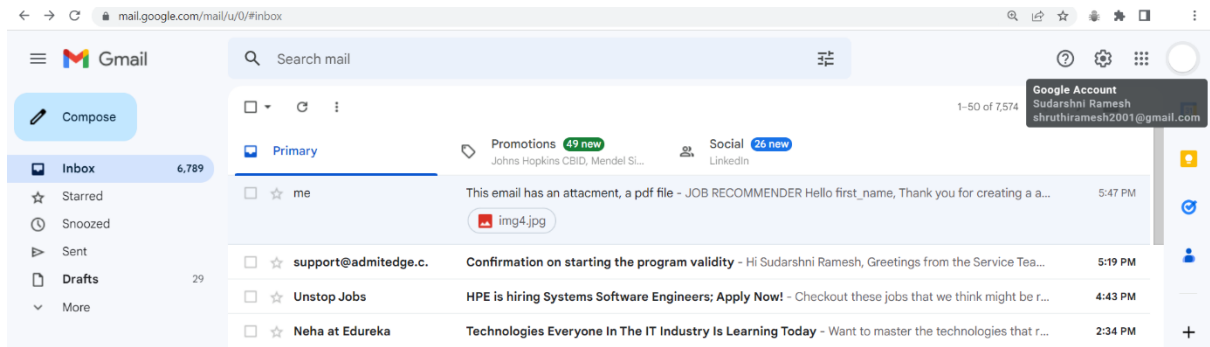 mail.google.com/mail/u/0/#inbox
Gmail
Search mail
Google Account
Sudarshni Ramesh
shruthiramesh2001@gmail.com
Compose
1–50 of 7,574
Primary
Promotions 49 new
Johns Hopkins CBID, Mendel Si...
Social 26 new
LinkedIn
Inbox 6,789
Starred
Snoozed
Sent
Drafts 29
More
me This email has an attacment, a pdf file - JOB RECOMMENDER Hello first_name, Thank you for creating a a... 5:47 PM
img4.jpg
support@admitedge.c. Confirmation on starting the program validity - Hi Sudarshni Ramesh, Greetings from the Service Tea... 5:19 PM
Unstop Jobs HPE is hiring Systems Software Engineers; Apply Now! - Checkout these jobs that we think might be r... 4:43 PM
Neha at Edureka Technologies Everyone In The IT Industry Is Learning Today - Want to master the technologies that r... 2:34 PM